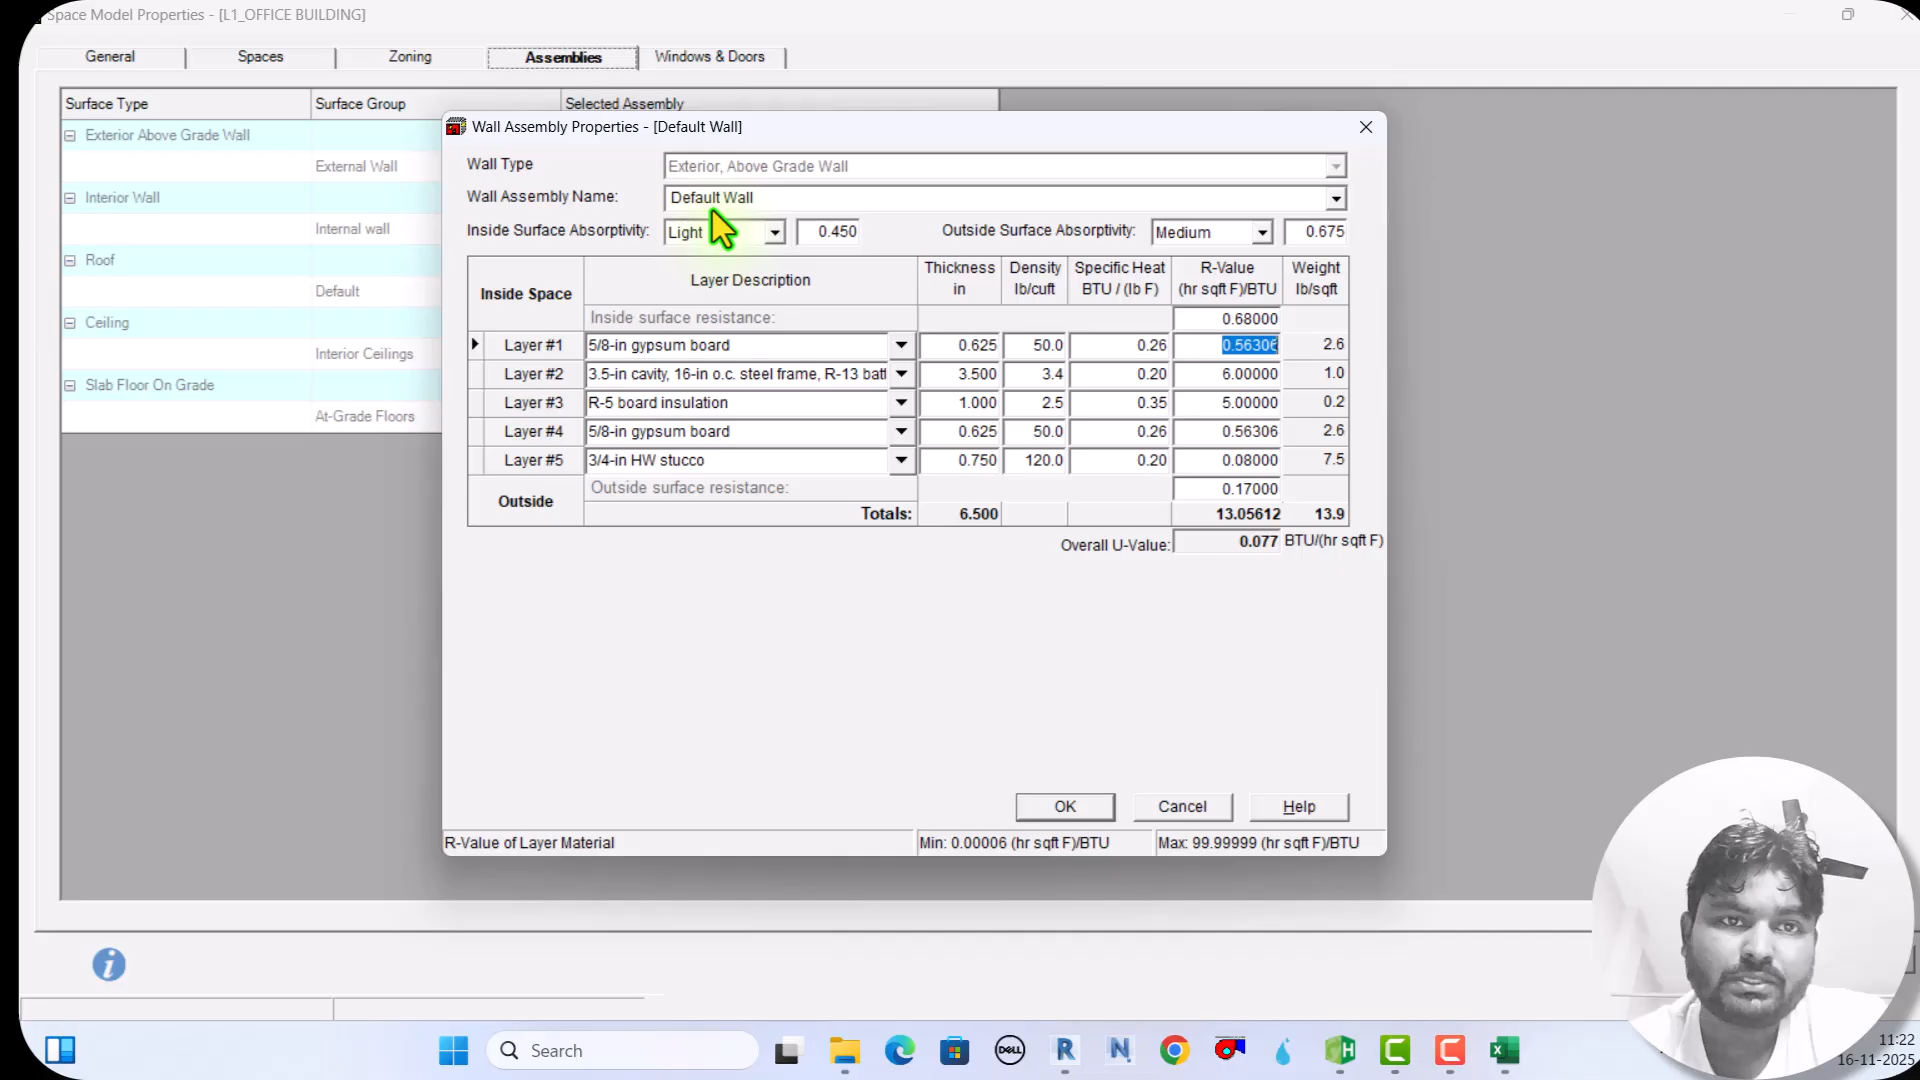 Space Model Properties - [L1_OFFICE BUILDING]
General Spaces Zoning Assemblies Windows & Doors
Surface Type Surface Group Selected Assembly
Exterior Above Grade Wall
External Wall
Interior Wall
Internal wall
Roof
Default
Ceiling
Interior Ceilings
Slab Floor On Grade
At-Grade Floors
Wall Assembly Properties - [Default Wall]
Wall Type Exterior, Above Grade Wall
Wall Assembly Name: Default Wall
Inside Surface Absorptivity: Light 0.450 Outside Surface Absorptivity: Medium 0.675
Inside Space Layer Description Thickness in Density lb/cuft Specific Heat BTU / (lb F) R-Value (hr sqft F)/BTU Weight lb/sqft
Inside surface resistance: 0.68000
Layer #1 5/8-in gypsum board 0.625 50.0 0.26 0.56306 2.6
Layer #2 3.5-in cavity, 16-in o.c. steel frame, R-13 batt 3.500 3.4 0.20 6.00000 1.0
Layer #3 R-5 board insulation 1.000 2.5 0.35 5.00000 0.2
Layer #4 5/8-in gypsum board 0.625 50.0 0.26 0.56306 2.6
Layer #5 3/4-in HW stucco 0.750 120.0 0.20 0.08000 7.5
Outside Outside surface resistance: 0.17000
Totals: 6.500 13.05612 13.9
Overall U-Value: 0.077 BTU/(hr sqft F)
OK Cancel Help
R-Value of Layer Material Min: 0.00006 (hr sqft F)/BTU Max: 99.99999 (hr sqft F)/BTU
Search
DELL
11:22
16-11-2025